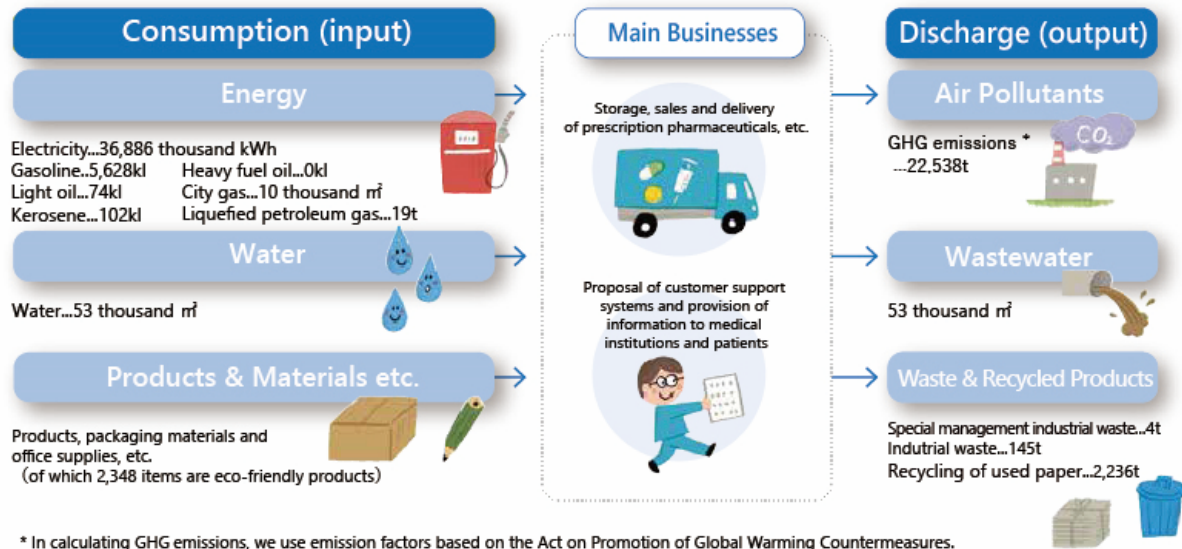 Consumption (input)
Energy
Electricity...36,886 thousand kWh
Gasoline..5,628kl
Heavy fuel oil...0kl
Light oil...74kl
City gas...10 thousand ㎡
Kerosene...102kl
Liquefied petroleum gas...19t
Water
Water...53 thousand ㎡
Products & Materials etc.
Products, packaging materials and
office supplies, etc.
(of which 2,348 items are eco-friendly products)
Main Businesses
Storage, sales and delivery
of prescription pharmaceuticals, etc.
Proposal of customer support
systems and provision of
information to medical
institutions and patients
Discharge (output)
Air Pollutants
GHG emissions *
...22,538t
CO₂
Wastewater
53 thousand ㎡
Waste & Recycled Products
Special management industrial waste...4t
Indutrial waste...145t
Recycling of used paper...2,236t
* In calculating GHG emissions, we use emission factors based on the Act on Promotion of Global Warming Countermeasures.